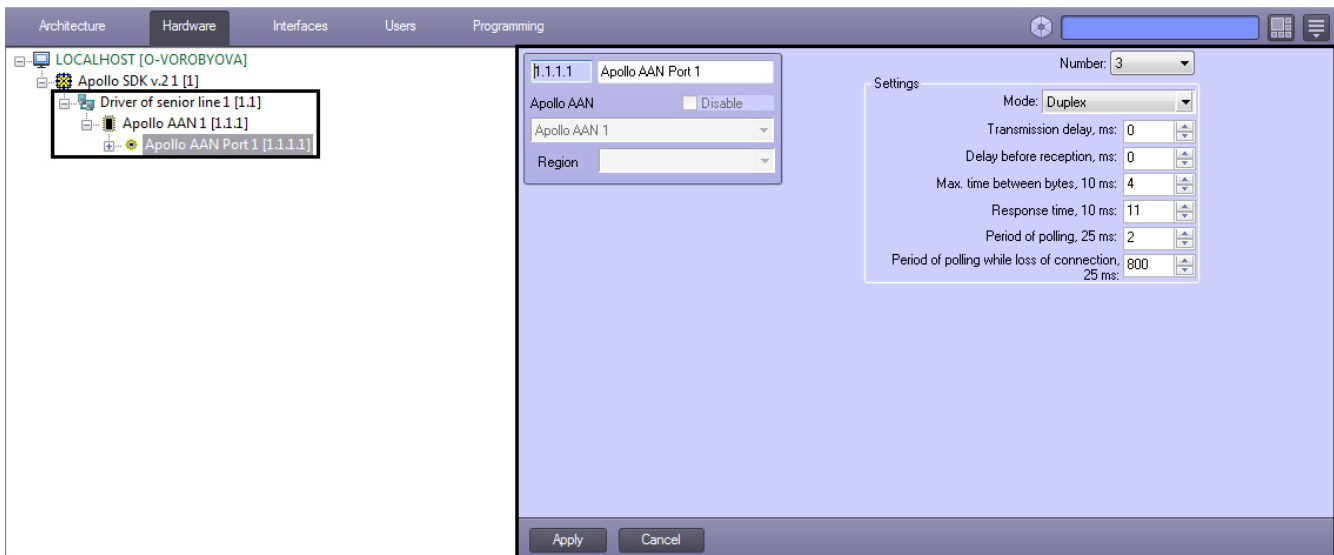 Architecture Hardware Interfaces Users Programming
LOCALHOST [O-VOROBYOVA]
Apollo SDK v.2 1 [1]
Driver of senior line 1 [1.1]
Apollo AAN 1 [1.1.1]
Apollo AAN Port 1 [1.1.1.1]
1.1.1.1 Apollo AAN Port 1
Apollo AAN Disable
Apollo AAN 1
Region
Number: 3
Settings
Mode: Duplex
Transmission delay, ms: 0
Delay before reception, ms: 0
Max. time between bytes, 10 ms: 4
Response time, 10 ms: 11
Period of polling, 25 ms: 2
Period of polling while loss of connection, 800
25 ms:
Apply Cancel